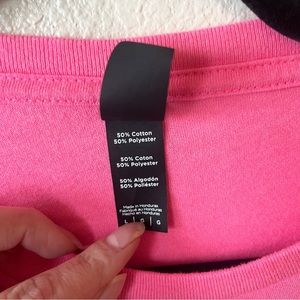 50% Cotton
50% Polyester
50% Coton
50% Polyester
50% Algodón
50% Poliéster
Made in Honduras
Fabriqué au Honduras
Hecho en Honduras
L | G | G